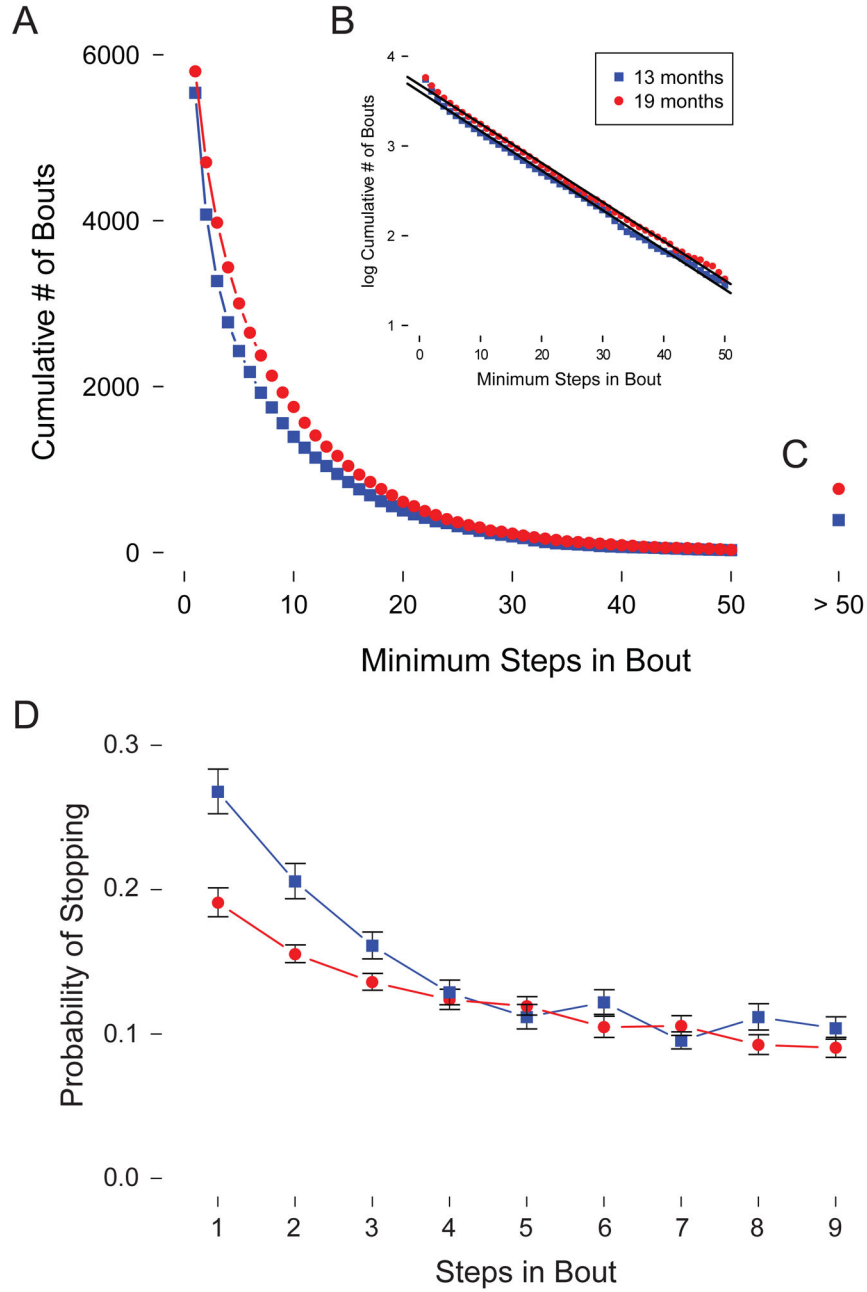 A
B
6000
4000
2000
0
Cumulative # of Bouts
0
10
20
30
40
50
Minimum Steps in Bout
4
3
2
1
log Cumulative # of Bouts
0
10
20
30
40
50
Minimum Steps in Bout
13 months
19 months
C
> 50
D
0.3
0.2
0.1
0.0
Probability of Stopping
1
2
3
4
5
6
7
8
9
Steps in Bout